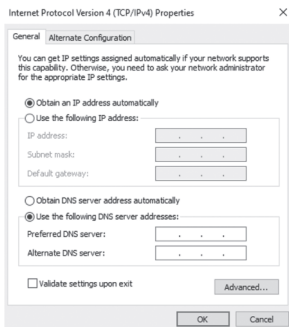 Internet Protocol Version 4 (TCP/IPv4) Properties
General
Alternate Configuration
You can get IP settings assigned automatically if your network supports
this capability. Otherwise, you need to ask your network administrator
for the appropriate IP settings.
Obtain an IP address automatically
Use the following IP address:
IP address:
Subnet mask:
Default gateway:
Obtain DNS server address automatically
Use the following DNS server addresses:
Preferred DNS server:
Alternate DNS server:
Validate settings upon exit
Advanced...
OK
Cancel